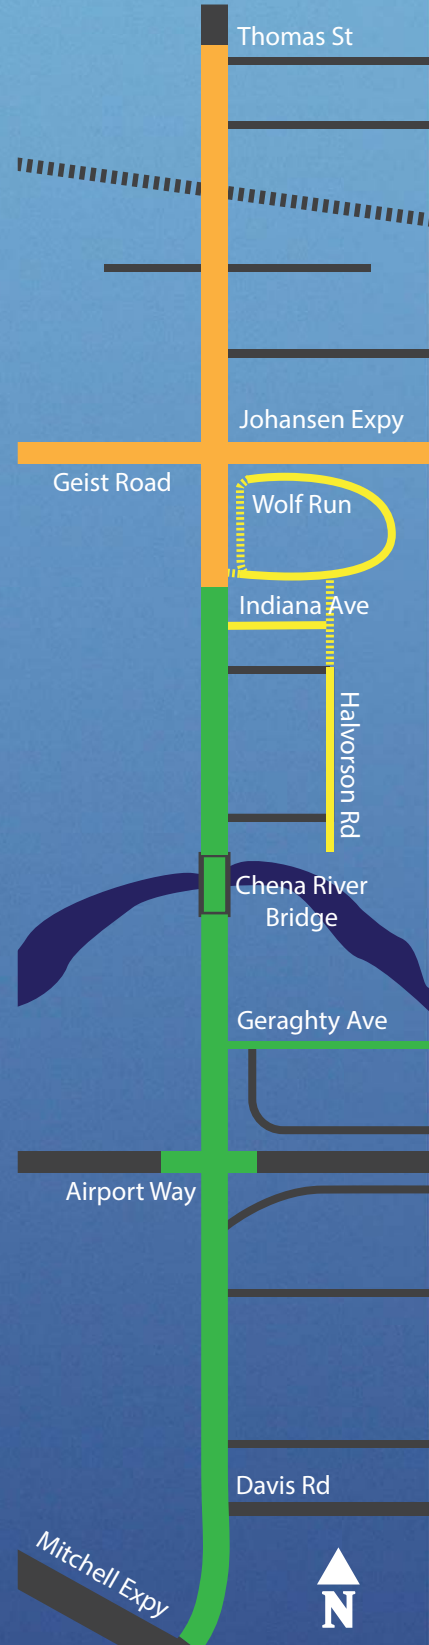 Thomas St
Johansen Expy
Geist Road
Wolf Run
Indiana Ave
Halvorson Rd
Chena River
Bridge
Geraghty Ave
Airport Way
Davis Rd
Mitchell Expy
N